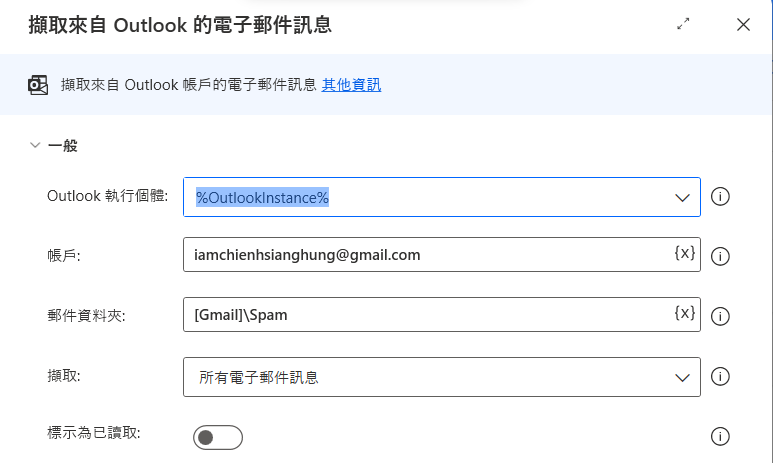 擷取來自 Outlook 的電子郵件訊息
擷取來自 Outlook 帳戶的電子郵件訊息 其他資訊
一般
Outlook 執行個體: %OutlookInstance%
帳戶: iamchienhsianghung@gmail.com {x}
郵件資料夾: [Gmail]\Spam {x}
擷取: 所有電子郵件訊息
標示為已讀取: